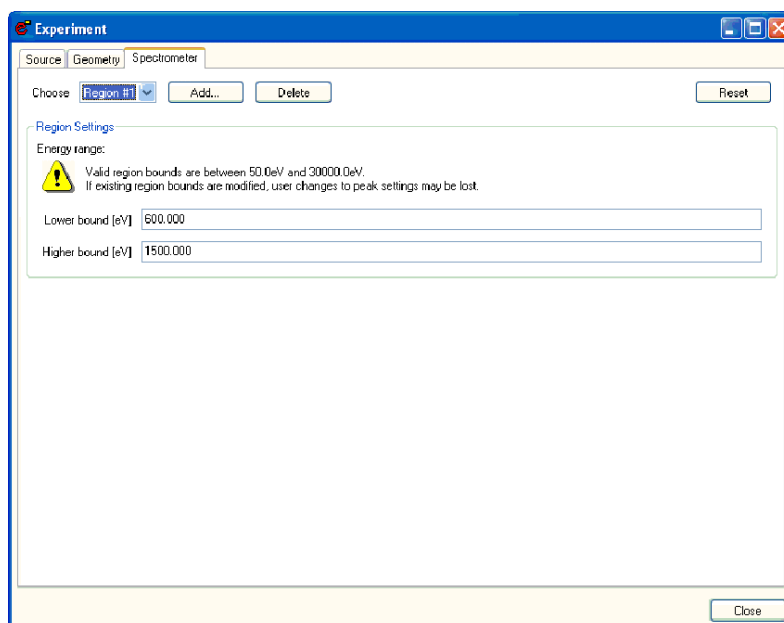 Experiment
Source Geometry Spectrometer
Choose Region #1 Add... Delete Reset
Region Settings
Energy range:
Valid region bounds are between 50.0eV and 30000.0eV.
If existing region bounds are modified, user changes to peak settings may be lost.
Lower bound [eV] 600.000
Higher bound [eV] 1500.000
Close